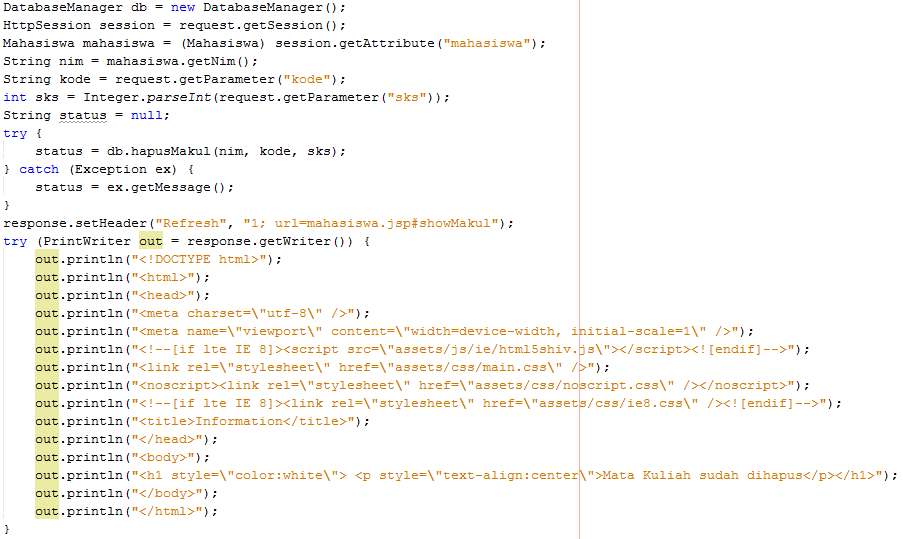 DatabaseManager db = new DatabaseManager();
HttpSession session = request.getSession();
Mahasiswa mahasiswa = (Mahasiswa) session.getAttribute("mahasiswa");
String nim = mahasiswa.getNim();
String kode = request.getParameter("kode");
int sks = Integer.parseInt(request.getParameter("sks"));
String status = null;
try {
    status = db.hapusMakul(nim, kode, sks);
} catch (Exception ex) {
    status = ex.getMessage();
}
response.setHeader("Refresh", "1; url=mahasiswa.jsp#showMakul");
try (PrintWriter out = response.getWriter()) {
    out.println("<!DOCTYPE html>");
    out.println("<html>");
    out.println("<head>");
    out.println("<meta charset=\"utf-8\" />");
    out.println("<meta name=\"viewport\" content=\"width=device-width, initial-scale=1\" />");
    out.println("<!--[if lte IE 8]><script src=\"assets/js/ie/html5shiv.js\"></script><![endif]-->");
    out.println("<link rel=\"stylesheet\" href=\"assets/css/main.css\" />");
    out.println("<noscript><link rel=\"stylesheet\" href=\"assets/css/noscript.css\" /></noscript>");
    out.println("<!--[if lte IE 8]><link rel=\"stylesheet\" href=\"assets/css/ie8.css\" /><![endif]-->");
    out.println("<title>Information</title>");
    out.println("</head>");
    out.println("<body>");
    out.println("<h1 style=\"color:white\"> <p style=\"text-align:center\">Mata Kuliah sudah dihapus</p></h1>");
    out.println("</body>");
    out.println("</html>");
}